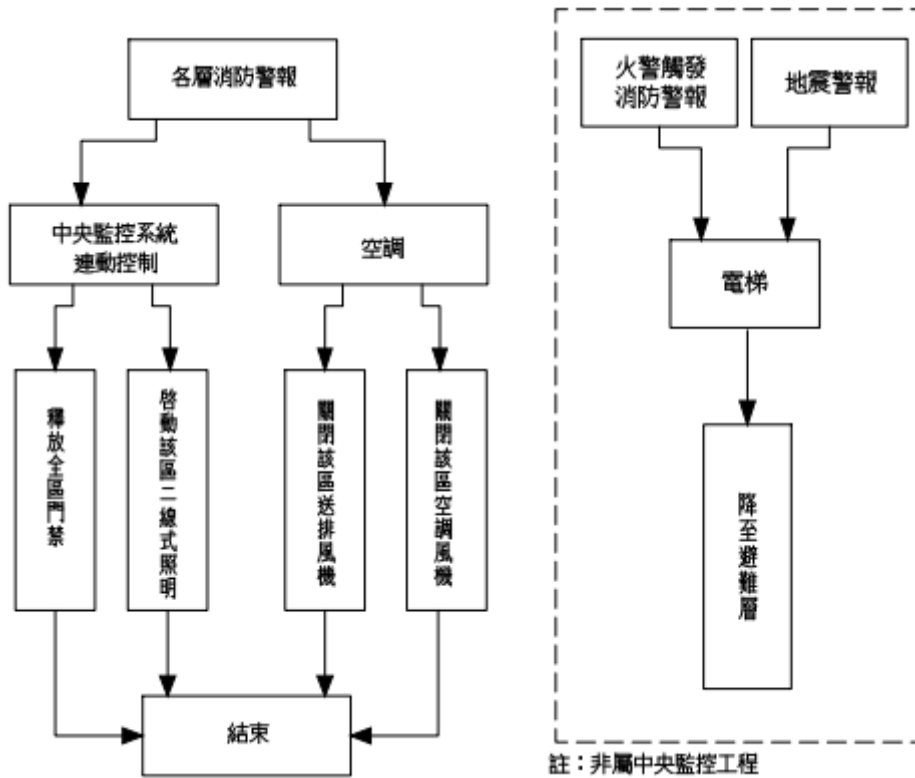 各層消防警報
中央監控系統
連動控制
空調
釋放全區門禁
啓動該區二線式照明
關閉該區送排風機
關閉該區空調風機
結束
火警觸發
消防警報
地震警報
電梯
降至避難層
註：非屬中央監控工程